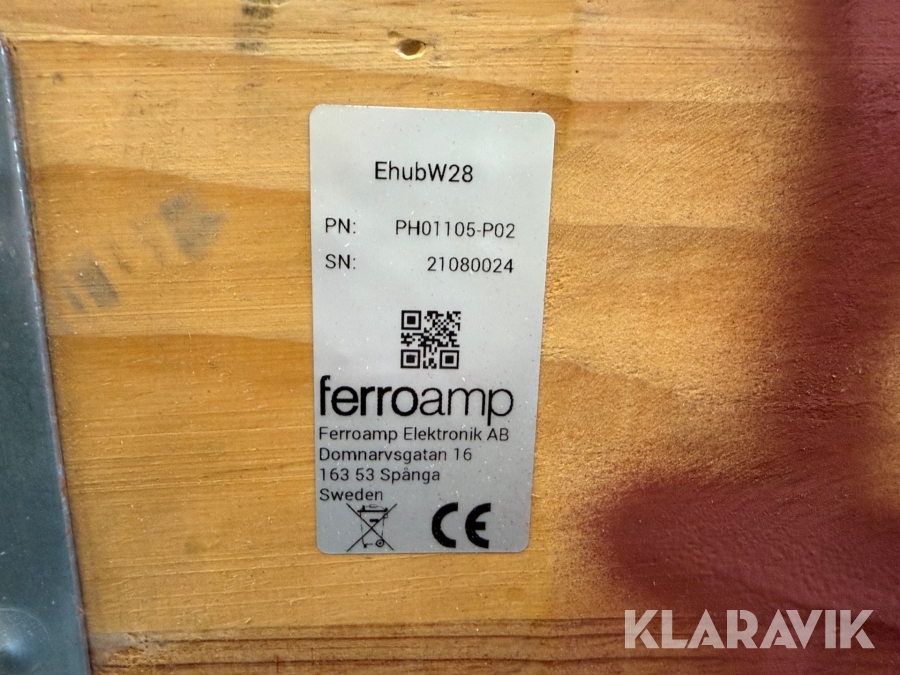 EhubW28
PN: PH01105-P02
SN: 21080024
ferroamp
Ferroamp Elektronik AB
Domnarvsgatan 16
163 53 Spånga
Sweden
CE
KLARAVIK